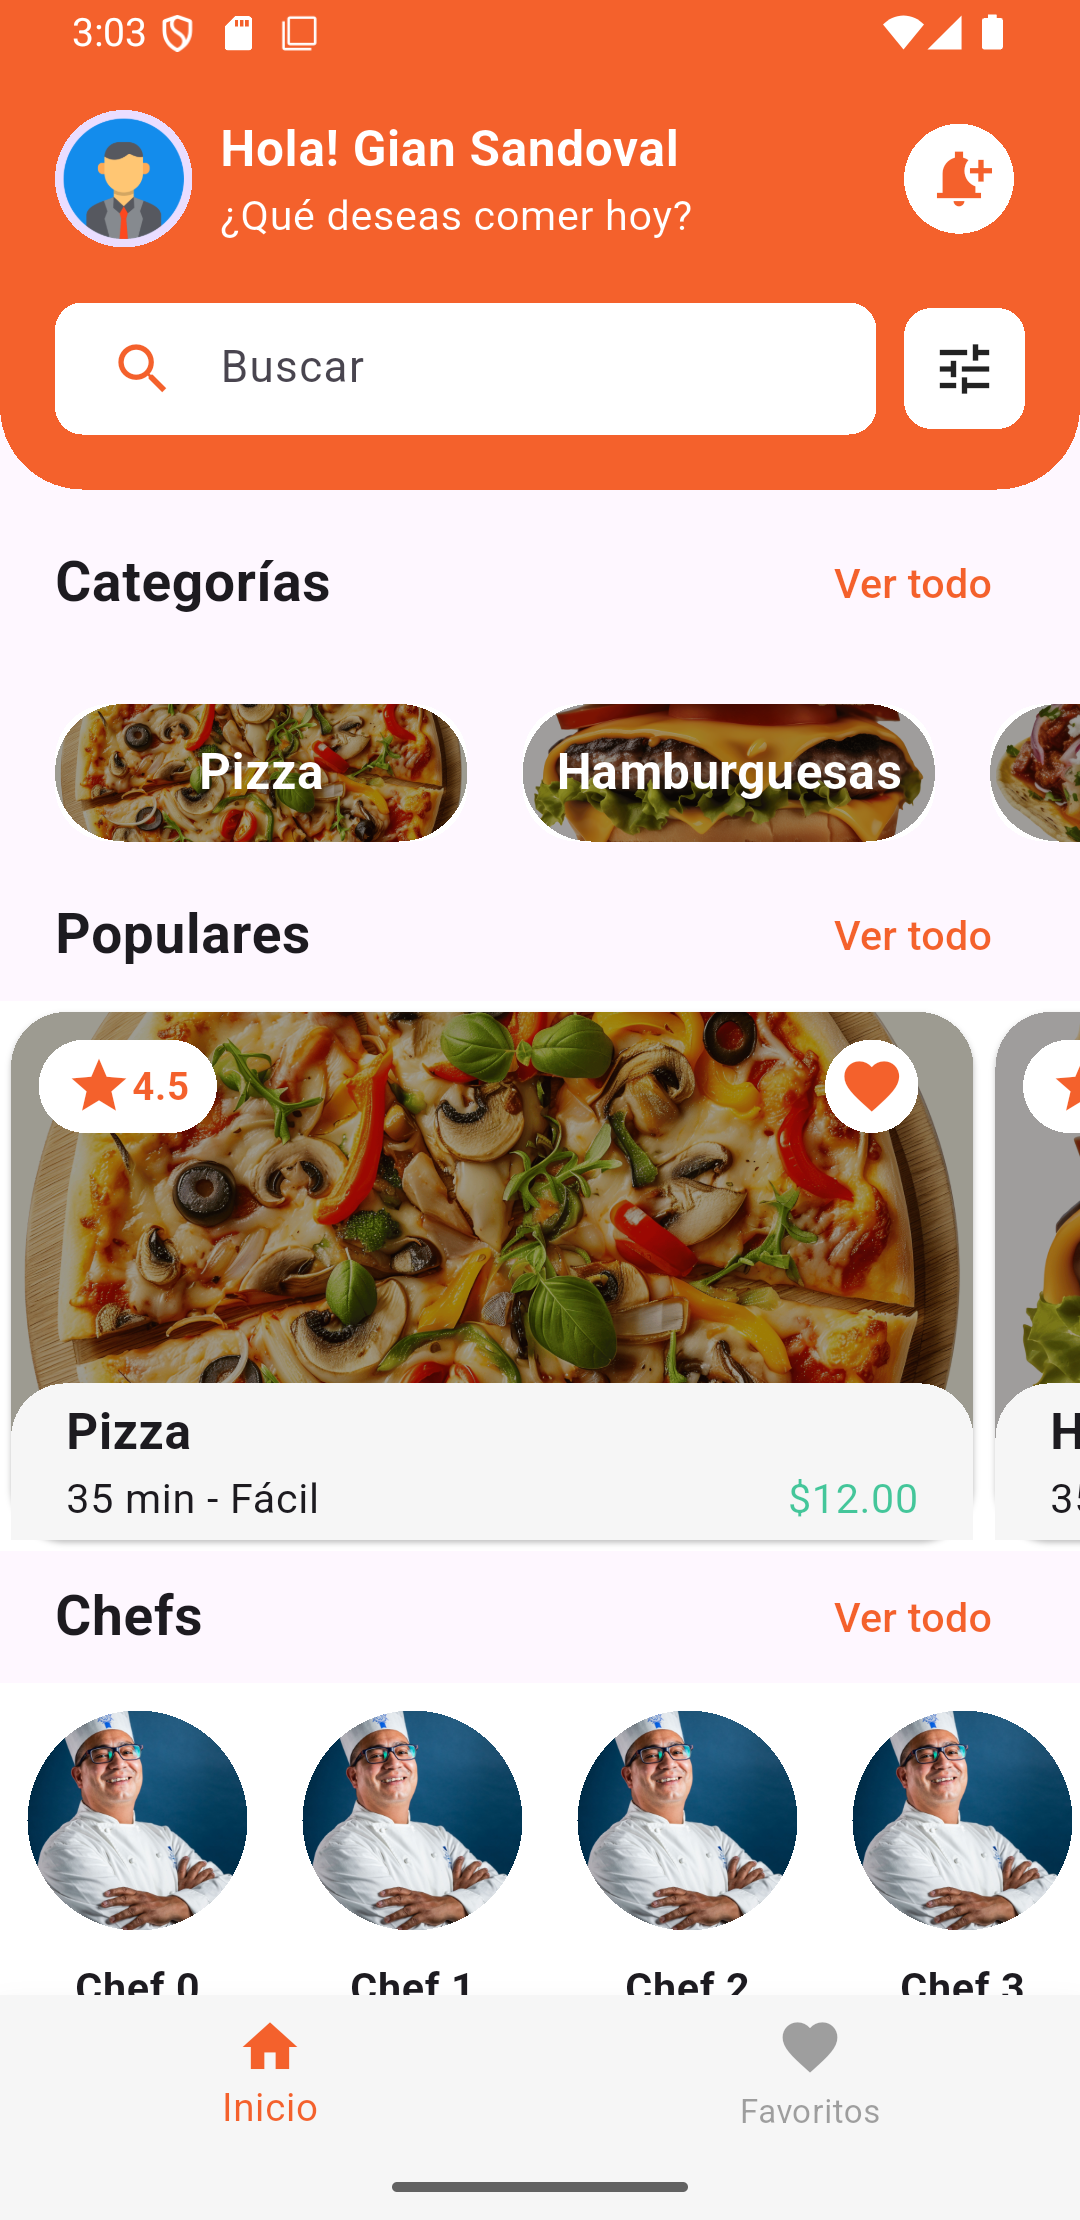 3:03
Hola! Gian Sandoval
¿Qué deseas comer hoy?
Buscar
Categorías
Ver todo
Pizza
Hamburguesas
Populares
Ver todo
4.5
Pizza
35 min - Fácil
$12.00
H
35
Chefs
Ver todo
Chef 0
Chef 1
Chef 2
Chef 3
Inicio
Favoritos